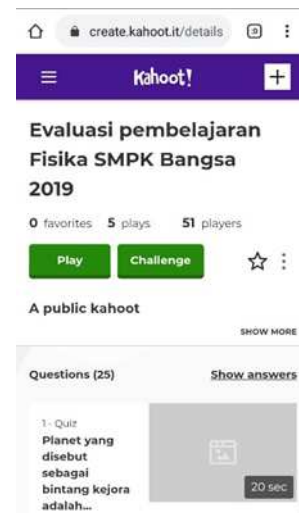 create.kahoot.it/details
Kahoot!
Evaluasi pembelajaran
Fisika SMPK Bangsa
2019
0 favorites 5 plays 51 players
Play Challenge
A public kahoot
SHOW MORE
Questions (25) Show answers
1 - Quiz
Planet yang
disebut
sebagai
bintang kejora
adalah...
20 sec